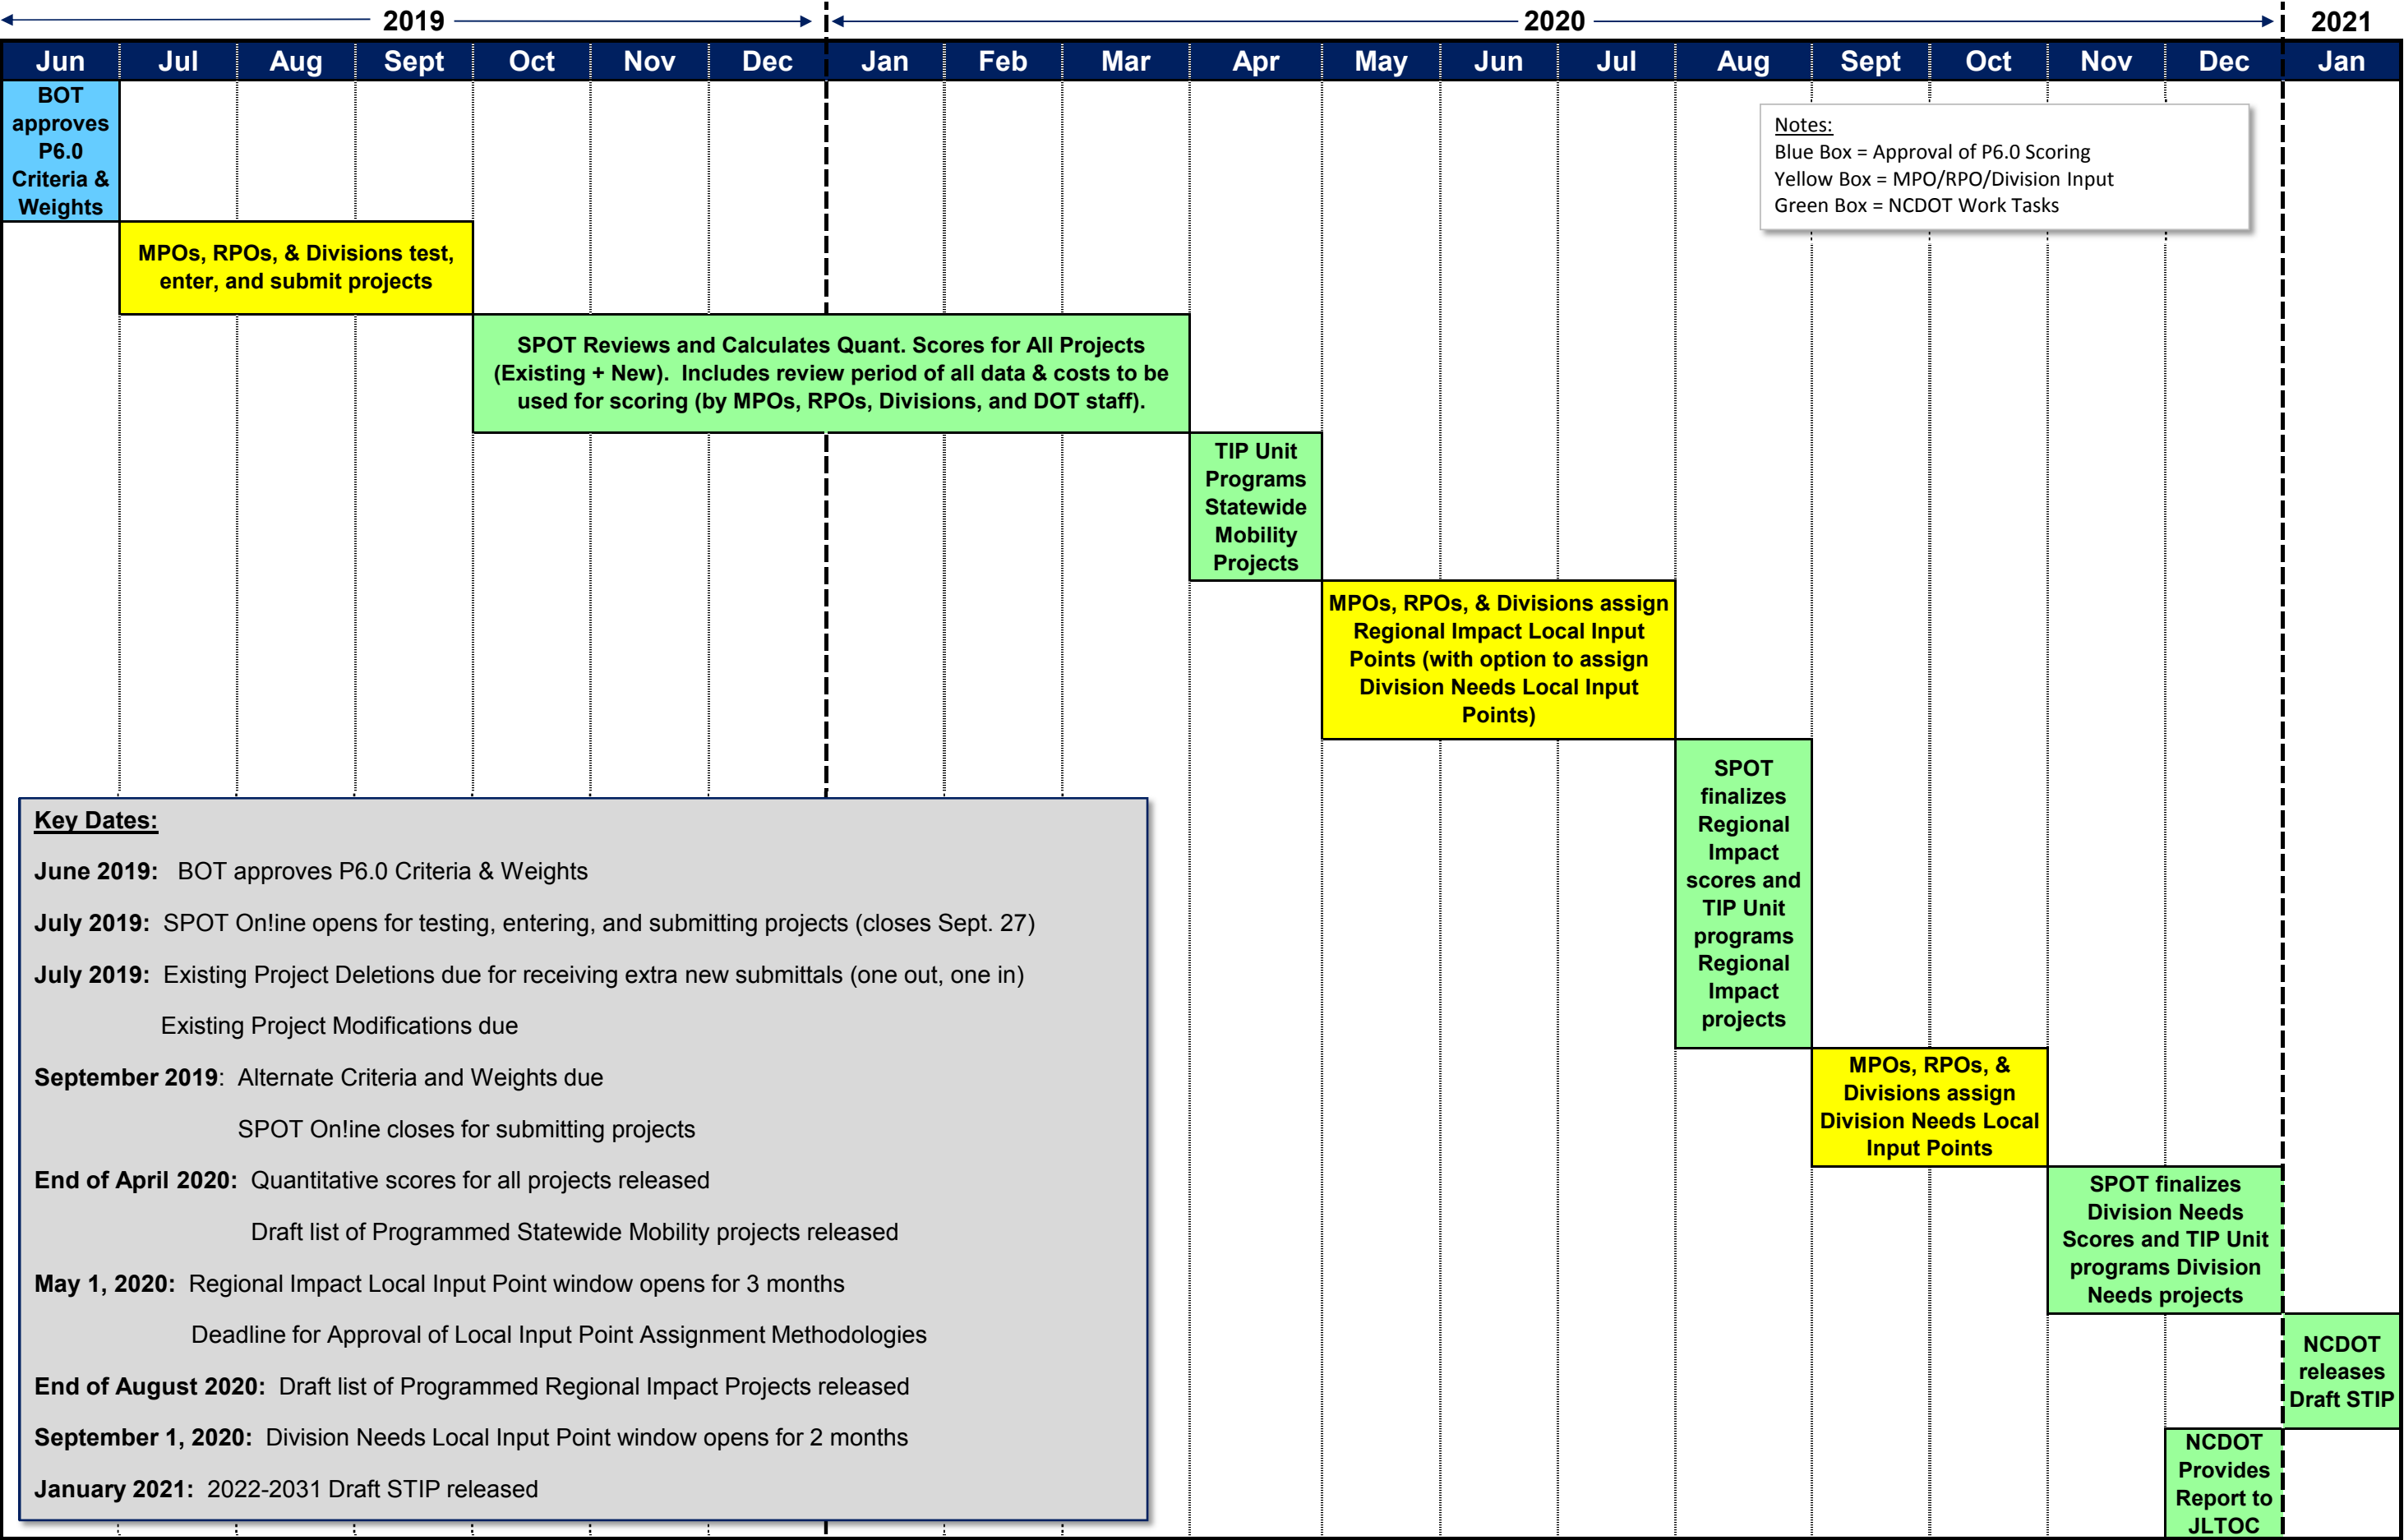 2019 2020 2021
Jun Jul Aug Sept Oct Nov Dec Jan Feb Mar Apr May Jun Jul Aug Sept Oct Nov Dec Jan
BOT
approves
P6.0
Criteria &
Weights
Notes:
Blue Box = Approval of P6.0 Scoring
Yellow Box = MPO/RPO/Division Input
Green Box = NCDOT Work Tasks
MPOs, RPOs, & Divisions test,
enter, and submit projects
SPOT Reviews and Calculates Quant. Scores for All Projects
(Existing + New). Includes review period of all data & costs to be
used for scoring (by MPOs, RPOs, Divisions, and DOT staff).
TIP Unit
Programs
Statewide
Mobility
Projects
MPOs, RPOs, & Divisions assign
Regional Impact Local Input
Points (with option to assign
Division Needs Local Input
Points)
SPOT
finalizes
Regional
Impact
scores and
TIP Unit
programs
Regional
Impact
projects
MPOs, RPOs, &
Divisions assign
Division Needs Local
Input Points
SPOT finalizes
Division Needs
Scores and TIP Unit
programs Division
Needs projects
NCDOT
releases
Draft STIP
NCDOT
Provides
Report to
JLTOC
Key Dates:
June 2019: BOT approves P6.0 Criteria & Weights
July 2019: SPOT On!ine opens for testing, entering, and submitting projects (closes Sept. 27)
July 2019: Existing Project Deletions due for receiving extra new submittals (one out, one in)
Existing Project Modifications due
September 2019: Alternate Criteria and Weights due
SPOT On!ine closes for submitting projects
End of April 2020: Quantitative scores for all projects released
Draft list of Programmed Statewide Mobility projects released
May 1, 2020: Regional Impact Local Input Point window opens for 3 months
Deadline for Approval of Local Input Point Assignment Methodologies
End of August 2020: Draft list of Programmed Regional Impact Projects released
September 1, 2020: Division Needs Local Input Point window opens for 2 months
January 2021: 2022-2031 Draft STIP released